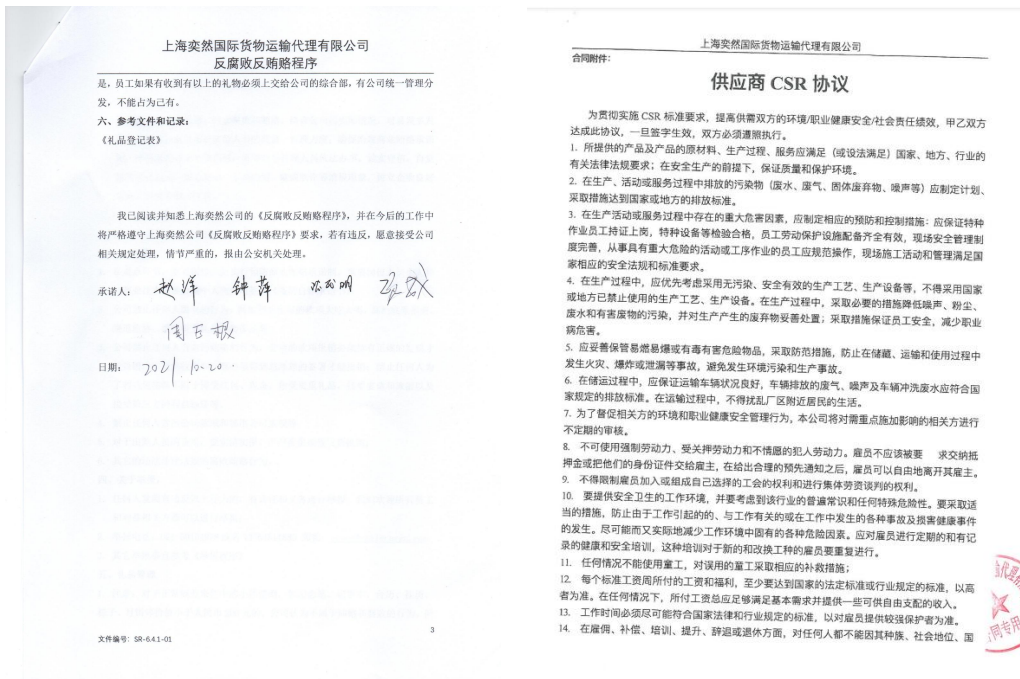 上海奕然国际货物运输代理有限公司
反腐败反贿赂程序
是，员工如果有收到有以上的礼物必须上交给公司的综合部，有公司统一管理分
发，不能占为己有。
六、参考文件和记录：
《礼品登记表》
我已阅读并知悉上海奕然公司的《反腐败反贿赂程序》，并在今后的工作中
将严格遵守上海奕然公司《反腐败反贿赂程序》要求，若有违反，愿意接受公司
相关规定处理，情节严重的，报由公安机关处理。
承诺人： 赵洋 钟萍
日期： 2021.10.20.
3
文件编号：SR-6.4.1-01
上海奕然国际货物运输代理有限公司
合同附件：
供应商 CSR 协议
为贯彻实施 CSR 标准要求，提高供需双方的环境/职业健康安全/社会责任绩效，甲乙双方
达成此协议，一旦签字生效，双方必须遵照执行。
1. 所提供的产品及产品的原材料、生产过程、服务应满足（或设法满足）国家、地方、行业的
有关法律法规要求；在安全生产的前提下，保证质量和保护环境。
2. 在生产、活动或服务过程中排放的污染物（废水、废气、固体废弃物、噪声等）应制定计划、
采取措施达到国家或地方的排放标准。
3. 在生产活动或服务过程中存在的重大危害因素，应制定相应的预防和控制措施：应保证特种
作业员工持证上岗，特种设备等检验合格，员工劳动保护设施配备齐全有效，现场安全管理制
度完善，从事具有重大危险的活动或工序作业的员工应规范操作，现场施工活动和管理满足国
家相应的安全法规和标准要求。
4. 在生产过程中，应优先考虑采用无污染、安全有效的生产工艺、生产设备等，不得采用国家
或地方已禁止使用的生产工艺、生产设备。在生产过程中，采取必要的措施降低噪声、粉尘、
废水和有害废物的污染，并对生产产生的废弃物妥善处置；采取措施保证员工安全，减少职业
病危害。
5. 应妥善保管易燃易爆或有毒有害危险物品，采取防范措施，防止在储藏、运输和使用过程中
发生火灾、爆炸或泄漏等事故，避免发生环境污染和生产事故。
6. 在储运过程中，应保证运输车辆状况良好，车辆排放的废气、噪声及车辆冲洗废水应符合国
家规定的排放标准。在运输过程中，不得扰乱厂区附近居民的生活。
7. 为了督促相关方的环境和职业健康安全管理行为，本公司将对需重点施加影响的相关方进行
不定期的审核。
8. 不可使用强制劳动力、受关押劳动力和不情愿的犯人劳动力。雇员不应该被要 求交纳抵
押金或把他们的身份证件交给雇主，在给出合理的预先通知之后，雇员可以自由地离开其雇主。
9. 不得限制雇员加入或组成自己选择的工会的权利和进行集体劳资谈判的权利。
10. 要提供安全卫生的工作环境，并要考虑到该行业的普遍常识和任何特殊危险性。要采取适
当的措施，防止由于工作引起的的、与工作有关的或在工作中发生的各种事故及损害健康事件
的发生。尽可能而又实际地减少工作环境中固有的各种危险因素。应对雇员进行定期的和有记
录的健康和安全培训，这种培训对于新的和改换工种的雇员要重复进行。
11. 任何情况不能使用童工，对误用的童工采取相应的补救措施；
12. 每个标准工资周所付的工资和福利，至少要达到国家的法定标准或行业规定的标准，以高
者为准。在任何情况下，所付工资总应足够满足基本需求并提供一些可供自由支配的收入。
13. 工作时间必须尽可能符合国家法律和行业规定的标准，以对雇员提供较强保护者为准。
14. 在雇佣、补偿、培训、提升、辞退或退休方面，对任何人都不能因其种族、社会地位、国